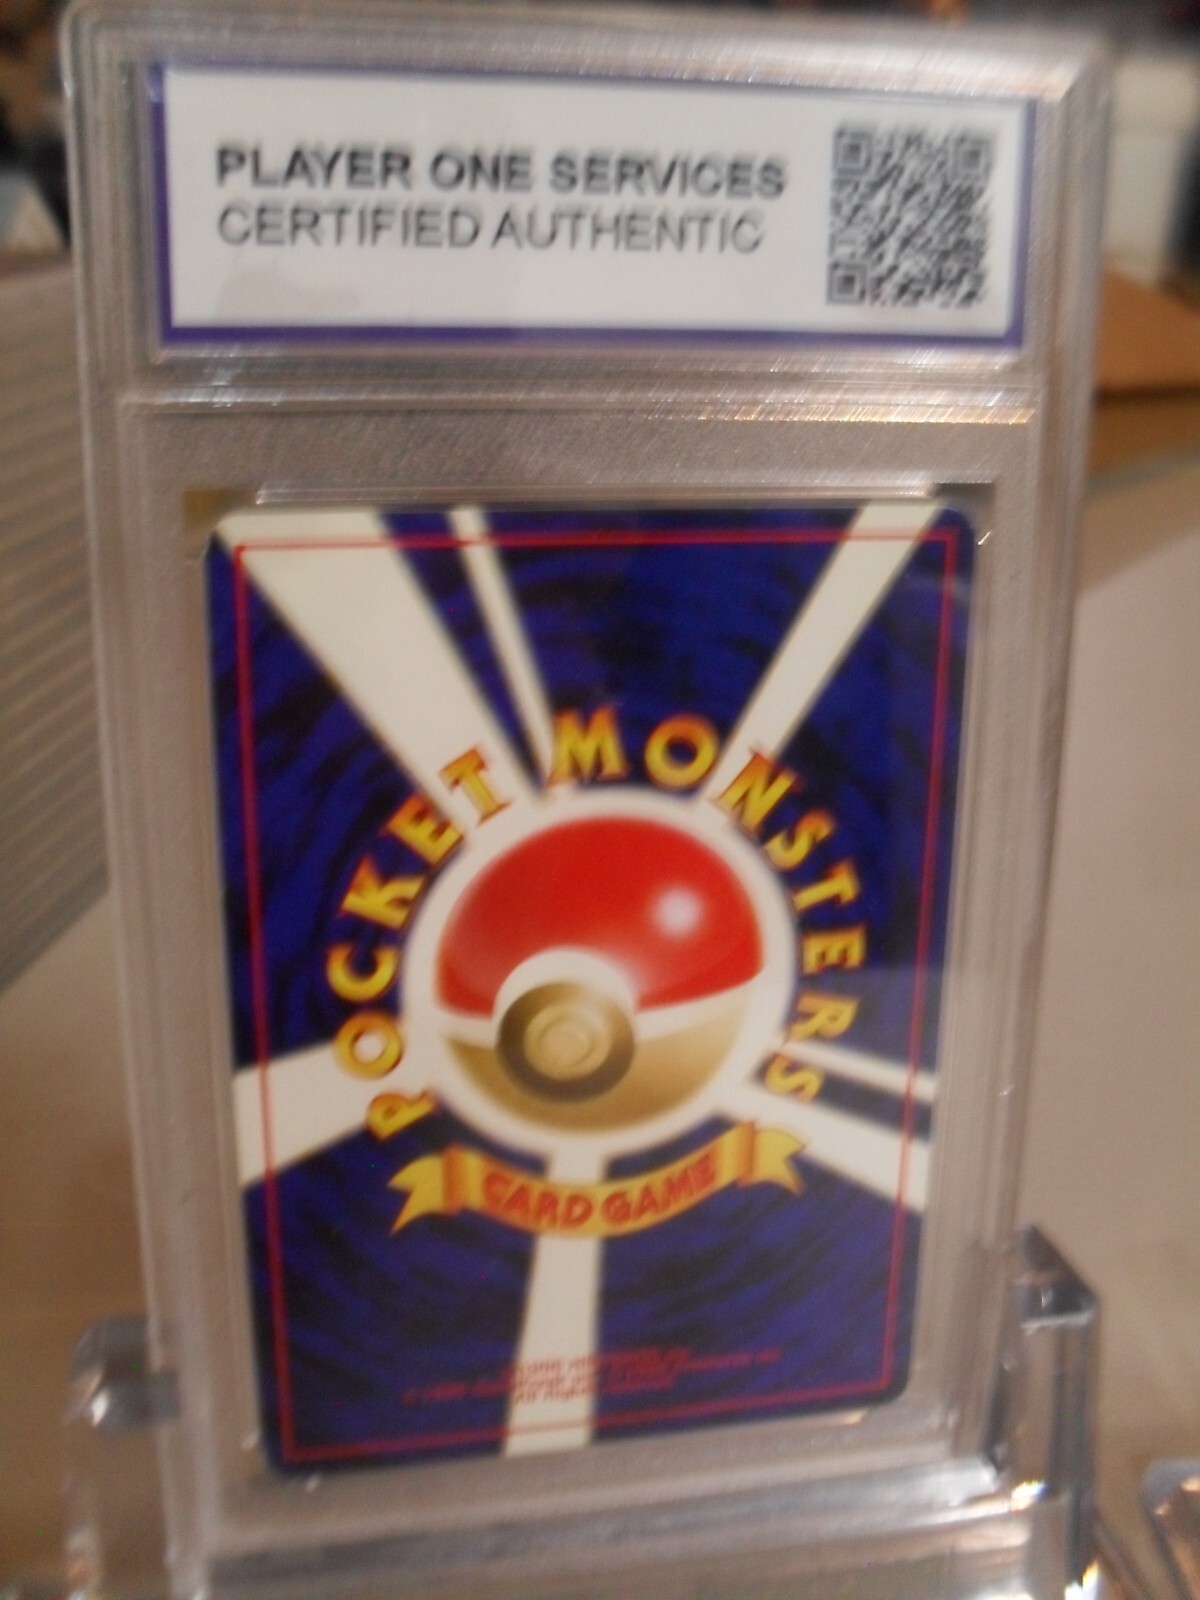 PLAYER ONE SERVICES
CERTIFIED AUTHENTIC
POCKET MONSTERS
CARD GAME